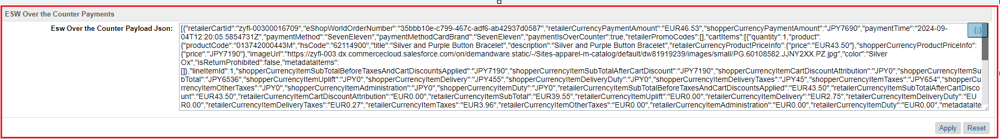 ESW Over the Counter Payments
Esw Over the Counter Payload Json:
[{"retailerCartId":"zyfl-00300016709","eShopWorldOrderNumber":"35bbb10e-c799-467c-adf6-ab42937d0587","retailerCurrencyPaymentAmount":"EUR46.53","shopperCurrencyPaymentAmount":"JPY7690","paymentTime":"2024-09-
04T12:20:05.5854731Z","paymentMethod":"SevenEleven","paymentMethodCardBrand":"SevenEleven","paymentIsOverCounter":true,"retailerPromoCodes":[],"cartItems":[{"quantity":1,"product":
{"productCode":"013742000443M","hsCode":"62114900","title":"Silver and Purple Button Bracelet","description":"Silver and Purple Button Bracelet","retailerCurrencyProductPriceInfo":{"price":"EUR43.50"},"shopperCurrencyProductPriceInfo":
{"price":"JPY7190"},"imageUrl":"https://zyfl-003.dx.commercecloud.salesforce.com/on/demandware.static/-/Sites-apparel-m-catalog/default/dw81919239/images/small/PG.60108582.JJNY2XX.PZ.jpg","color":"Silver
Ox","isReturnProhibited":false,"metadataItems":
[]},"lineItemId":1,"shopperCurrencyItemSubTotalBeforeTaxesAndCartDiscountsApplied":"JPY7190","shopperCurrencyItemSubTotalAfterCartDiscount":"JPY7190","shopperCurrencyItemCartDiscountAttribution":"JPY0","shopperCurrencyItemSu
bTotal":"JPY6536","shopperCurrencyItemUplift":"JPY0","shopperCurrencyItemDelivery":"JPY455","shopperCurrencyItemDeliveryDuty":"JPY0","shopperCurrencyItemDeliveryTaxes":"JPY45","shopperCurrencyItemTaxes":"JPY654","shopperCu
rrencyItemOtherTaxes":"JPY0","shopperCurrencyItemAdministration":"JPY0","shopperCurrencyItemDuty":"JPY0","retailerCurrencyItemSubTotalBeforeTaxesAndCartDiscountsApplied":"EUR43.50","retailerCurrencyItemSubTotalAfterCartDisco
unt":"EUR43.50","retailerCurrencyItemCartDiscountAttribution":"EUR0.00","retailerCurrencyItemSubTotal":"EUR39.55","retailerCurrencyItemUplift":"EUR0.00","retailerCurrencyItemDelivery":"EUR2.75","retailerCurrencyItemDeliveryDuty":"EU
R0.00","retailerCurrencyItemDeliveryTaxes":"EUR0.27","retailerCurrencyItemTaxes":"EUR3.96","retailerCurrencyItemOtherTaxes":"EUR0.00","retailerCurrencyItemAdministration":"EUR0.00","retailerCurrencyItemDuty":"EUR0.00","metadataIte
{;}
Apply Reset